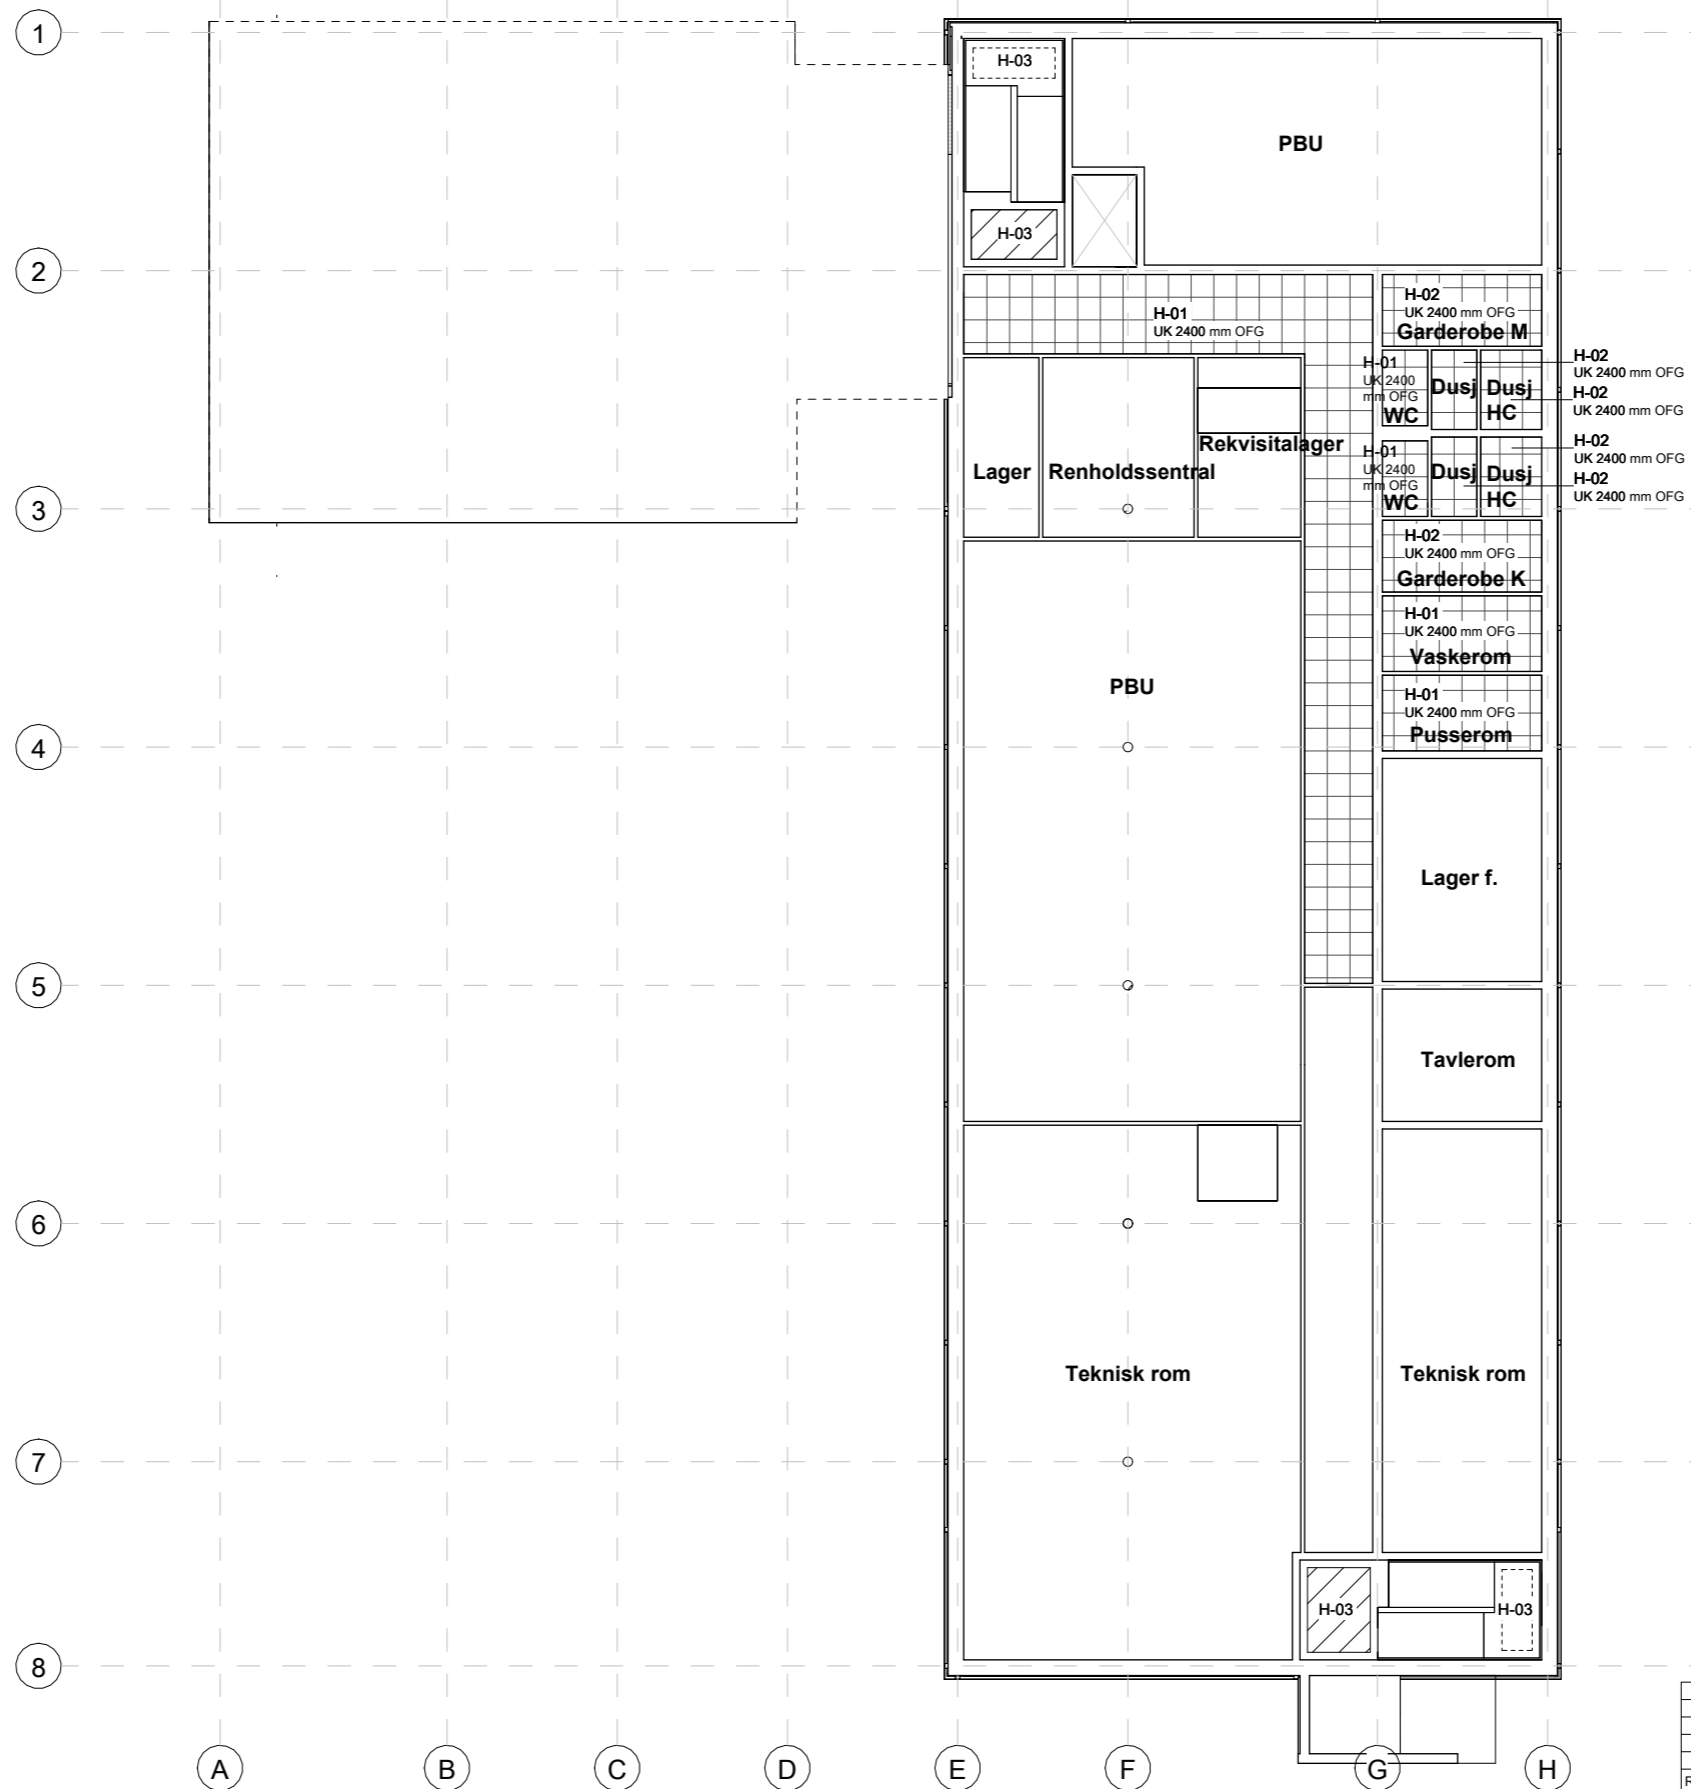 1
H-03
PBU
H-03
2
H-02
UK 2400 mm OFG
Garderobe M
H-01
UK 2400 mm OFG
H-01
UK 2400
mm OFG
WC
Dusj
Dusj
HC
H-02
UK 2400 mm OFG
H-02
UK 2400 mm OFG
Rekvisitalager
H-01
UK 2400
mm OFG
WC
Dusj
Dusj
HC
H-02
UK 2400 mm OFG
H-02
UK 2400 mm OFG
Lager
Renholdssentral
3
H-02
UK 2400 mm OFG
Garderobe K
H-01
UK 2400 mm OFG
Vaskerom
PBU
H-01
UK 2400 mm OFG
Pusserom
4
Lager f.
5
Tavlerom
6
Teknisk rom
Teknisk rom
7
H-03
H-03
8
A
B
C
D
E
F
G
H